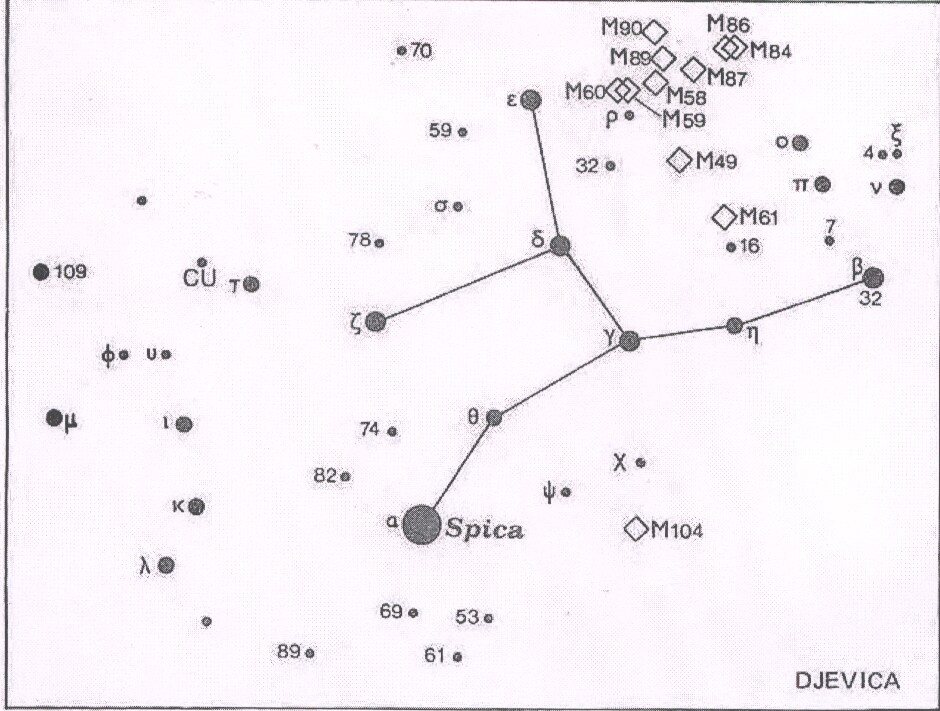 M90
M86
M84
70
M89
M87
ε
M60
M58
M59
ρ
59
ο
ξ
4
32
M49
π
ν
σ
M61
78
δ
16
7
β
109
CU
τ
32
ζ
γ
η
φ
υ
μ
ι
θ
74
χ
82
ψ
κ
α
Spica
M104
λ
69
53
89
61
DJEVICA